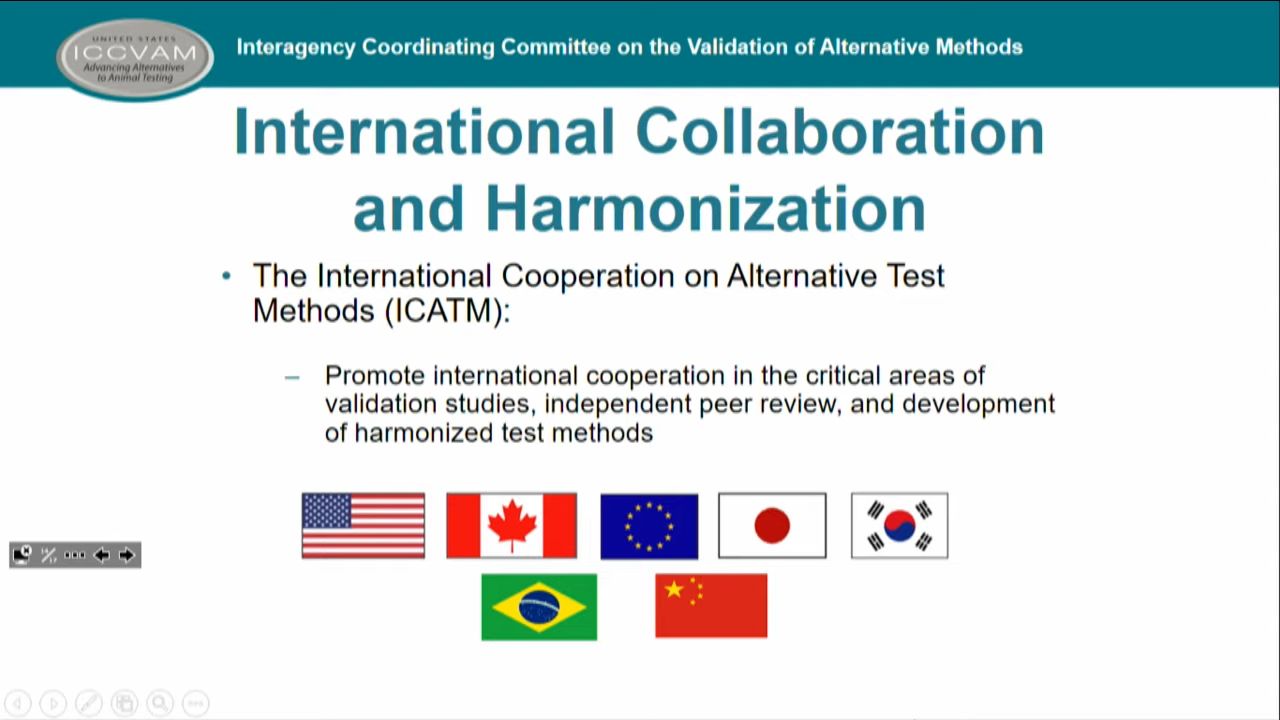 UNITED STATES
ICCVAM
Advancing Alternatives
to Animal Testing
Interagency Coordinating Committee on the Validation of Alternative Methods
International Collaboration
and Harmonization
• The International Cooperation on Alternative Test
Methods (ICATM):
– Promote international cooperation in the critical areas of
validation studies, independent peer review, and development
of harmonized test methods